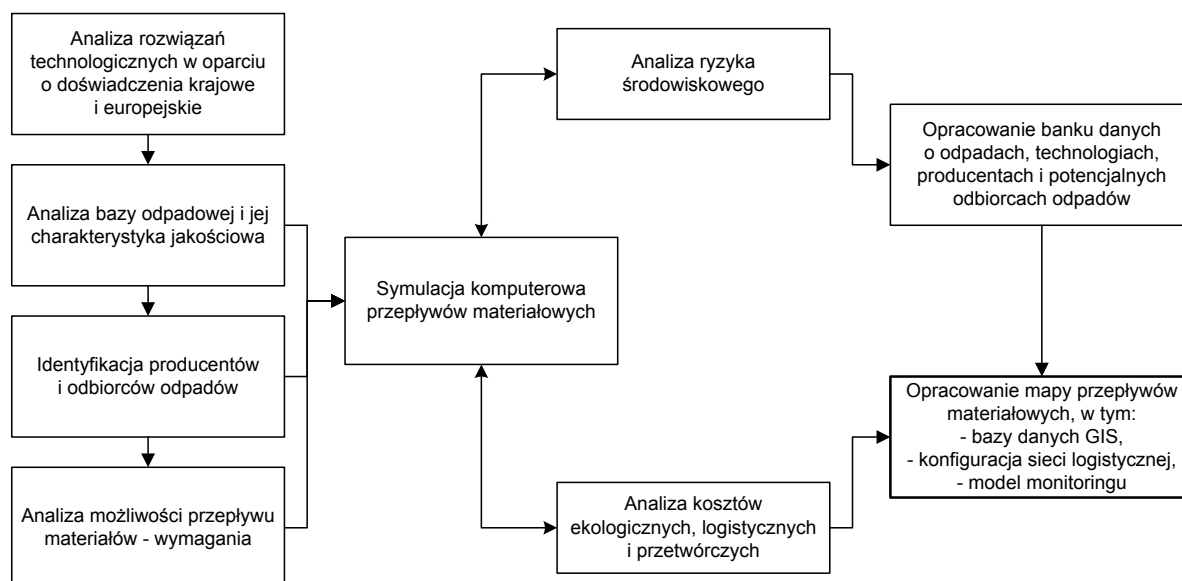 Analiza rozwiązań
technologicznych w oparciu
o doświadczenia krajowe
i europejskie
Analiza bazy odpadowej i jej
charakterystyka jakościowa
Identyfikacja producentów
i odbiorców odpadów
Analiza możliwości przepływu
materiałów - wymagania
Symulacja komputerowa
przepływów materiałowych
Analiza ryzyka
środowiskowego
Analiza kosztów
ekologicznych, logistycznych
i przetwórczych
Opracowanie banku danych
o odpadach, technologiach,
producentach i potencjalnych
odbiorcach odpadów
Opracowanie mapy przepływów
materiałowych, w tym:
- bazy danych GIS,
- konfiguracja sieci logistycznej,
- model monitoringu